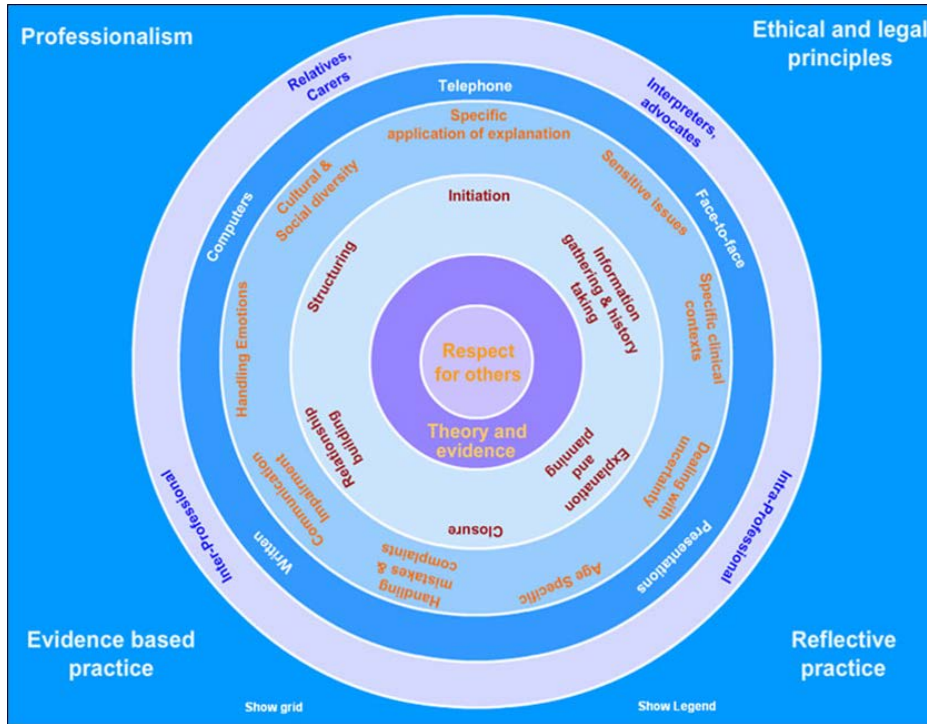 Professionalism
Ethical and legal
principles
Relatives,
Carers
Interpreters,
advocates
Telephone
Computers
Face-to-face
Specific
application of explanation
Cultural &
Social diversity
Sensitive issues
Initiation
Structuring
Information
gathering & history
taking
Handling Emotions
Specific clinical
contexts
Respect
for others
Theory and
evidence
Relationship
building
Explanation
and
planning
Closure
Communication
Impairment
Dealing with
uncertainty
Handling
mistakes &
complaints
Age Specific
Written
Presentations
Inter-Professional
Intra-Professional
Evidence based
practice
Reflective
practice
Show grid
Show Legend